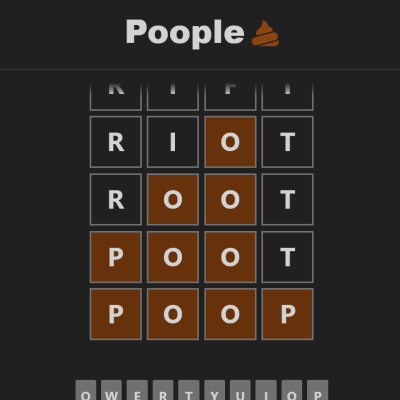 Poople
R I F T
R I O T
R O O T
P O O T
P O O P
Q W E R T Y U I O P